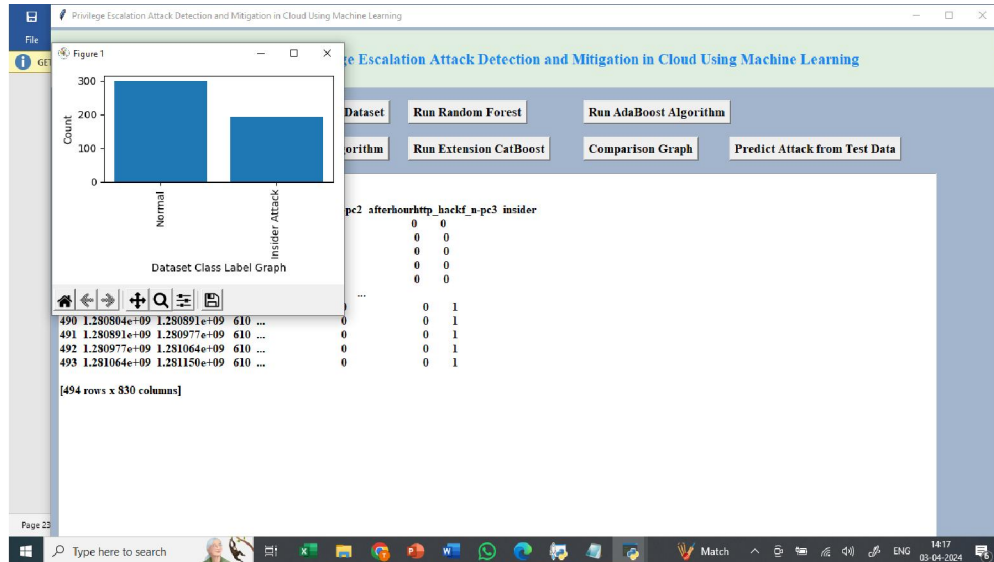 Privilege Escalation Attack Detection and Mitigation in Cloud Using Machine Learning
File
GET
Figure 1
ge Escalation Attack Detection and Mitigation in Cloud Using Machine Learning
300
200
100
0
Count
Normal
Insider Attack
Dataset Class Label Graph
Dataset
Run Random Forest
Run AdaBoost Algorithm
orithm
Run Extension CatBoost
Comparison Graph
Predict Attack from Test Data
-pc2 afterhourhttp_hackf_n-pc3 insider
0 0
0 0
0 0
0 0
0 0
...
0 0 1
490 1.280804e+09 1.280891e+09 610 ... 0 0 1
491 1.280891e+09 1.280977e+09 610 ... 0 0 1
492 1.280977e+09 1.281064e+09 610 ... 0 0 1
493 1.281064e+09 1.281150e+09 610 ... 0 0 1
[494 rows x 830 columns]
Page 23
Type here to search
Match
ENG
14:17
03-04-2024
6